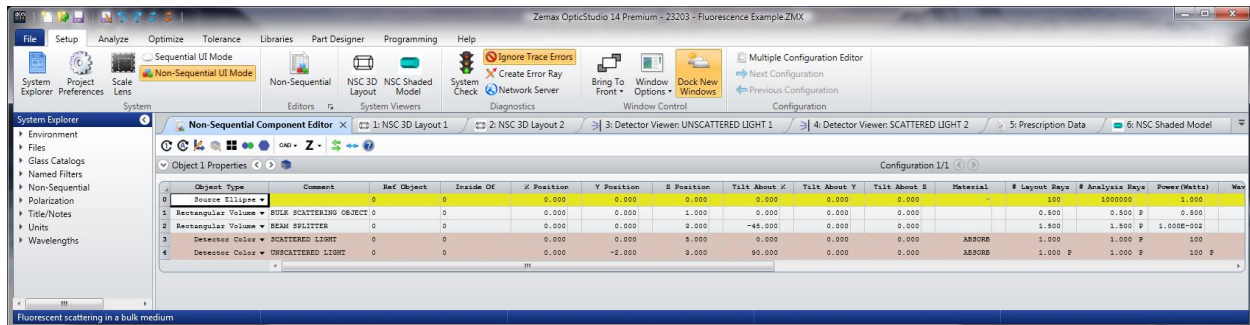 Zemax OpticStudio 14 Premium - 23203 - Fluorescence Example.ZMX
File Setup Analyze Optimize Tolerance Libraries Part Designer Programming Help
System Explorer
Project Preferences
Scale Lens
Sequential UI Mode
Non-Sequential UI Mode
System
Non-Sequential
Editors
NSC 3D Layout
NSC Shaded Model
System Viewers
System Check
Ignore Trace Errors
Create Error Ray
Network Server
Diagnostics
Bring To Front
Window Options
Dock New Windows
Window Control
Multiple Configuration Editor
Next Configuration
Previous Configuration
Configuration
System Explorer
Environment
Files
Glass Catalogs
Named Filters
Non-Sequential
Polarization
Title/Notes
Units
Wavelengths
Non-Sequential Component Editor 1: NSC 3D Layout 1 2: NSC 3D Layout 2 3: Detector Viewer: UNSCATTERED LIGHT 1 4: Detector Viewer: SCATTERED LIGHT 2 5: Prescription Data 6: NSC Shaded Model
CAD Z
Object 1 Properties Configuration 1/1
Object Type Comment Ref Object Inside Of X Position Y Position Z Position Tilt About X Tilt About Y Tilt About Z Material # Layout Rays # Analysis Rays Power(Watts) Wav
0 Source Ellipse 0 0 0.000 0.000 0.000 0.000 0.000 0.000 - 100 1000000 1.000
1 Rectangular Volume BULK SCATTERING OBJECT 0 0 0.000 0.000 1.000 0.000 0.000 0.000 0.500 0.500 P 0.500
2 Rectangular Volume BEAM SPLITTER 0 0 0.000 0.000 3.000 -45.000 0.000 0.000 1.500 1.500 P 1.000E-002
3 Detector Color SCATTERED LIGHT 0 0 0.000 0.000 5.000 0.000 0.000 0.000 ABSORB 1.000 1.000 P 100
4 Detector Color UNSCATTERED LIGHT 0 0 0.000 -2.000 3.000 90.000 0.000 0.000 ABSORB 1.000 P 1.000 P 100 P
Fluorescent scattering in a bulk medium